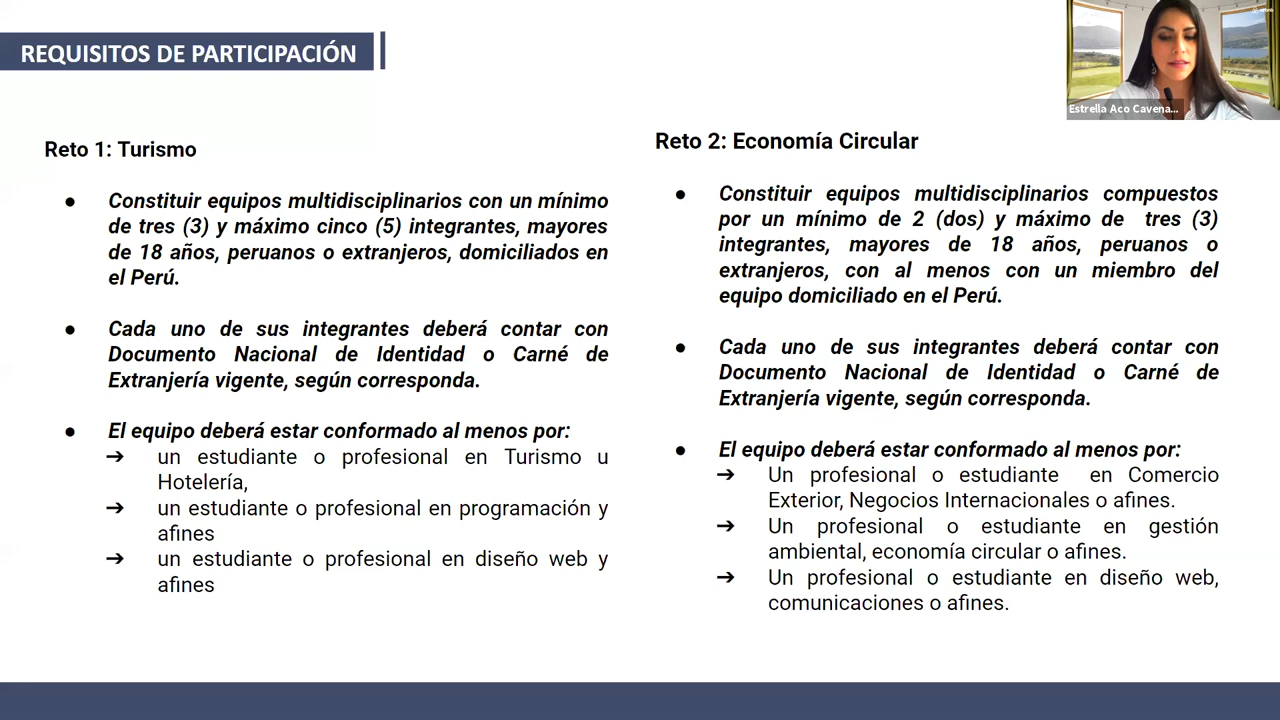 REQUISITOS DE PARTICIPACIÓN
Estrella Aco Cavena...
Reto 1: Turismo
● Constituir equipos multidisciplinarios con un mínimo
de tres (3) y máximo cinco (5) integrantes, mayores
de 18 años, peruanos o extranjeros, domiciliados en
el Perú.
● Cada uno de sus integrantes deberá contar con
Documento Nacional de Identidad o Carné de
Extranjería vigente, según corresponda.
● El equipo deberá estar conformado al menos por:
➔ un estudiante o profesional en Turismo u
Hotelería,
➔ un estudiante o profesional en programación y
afines
➔ un estudiante o profesional en diseño web y
afines
Reto 2: Economía Circular
● Constituir equipos multidisciplinarios compuestos
por un mínimo de 2 (dos) y máximo de tres (3)
integrantes, mayores de 18 años, peruanos o
extranjeros, con al menos con un miembro del
equipo domiciliado en el Perú.
● Cada uno de sus integrantes deberá contar con
Documento Nacional de Identidad o Carné de
Extranjería vigente, según corresponda.
● El equipo deberá estar conformado al menos por:
➔ Un profesional o estudiante en Comercio
Exterior, Negocios Internacionales o afines.
➔ Un profesional o estudiante en gestión
ambiental, economía circular o afines.
➔ Un profesional o estudiante en diseño web,
comunicaciones o afines.